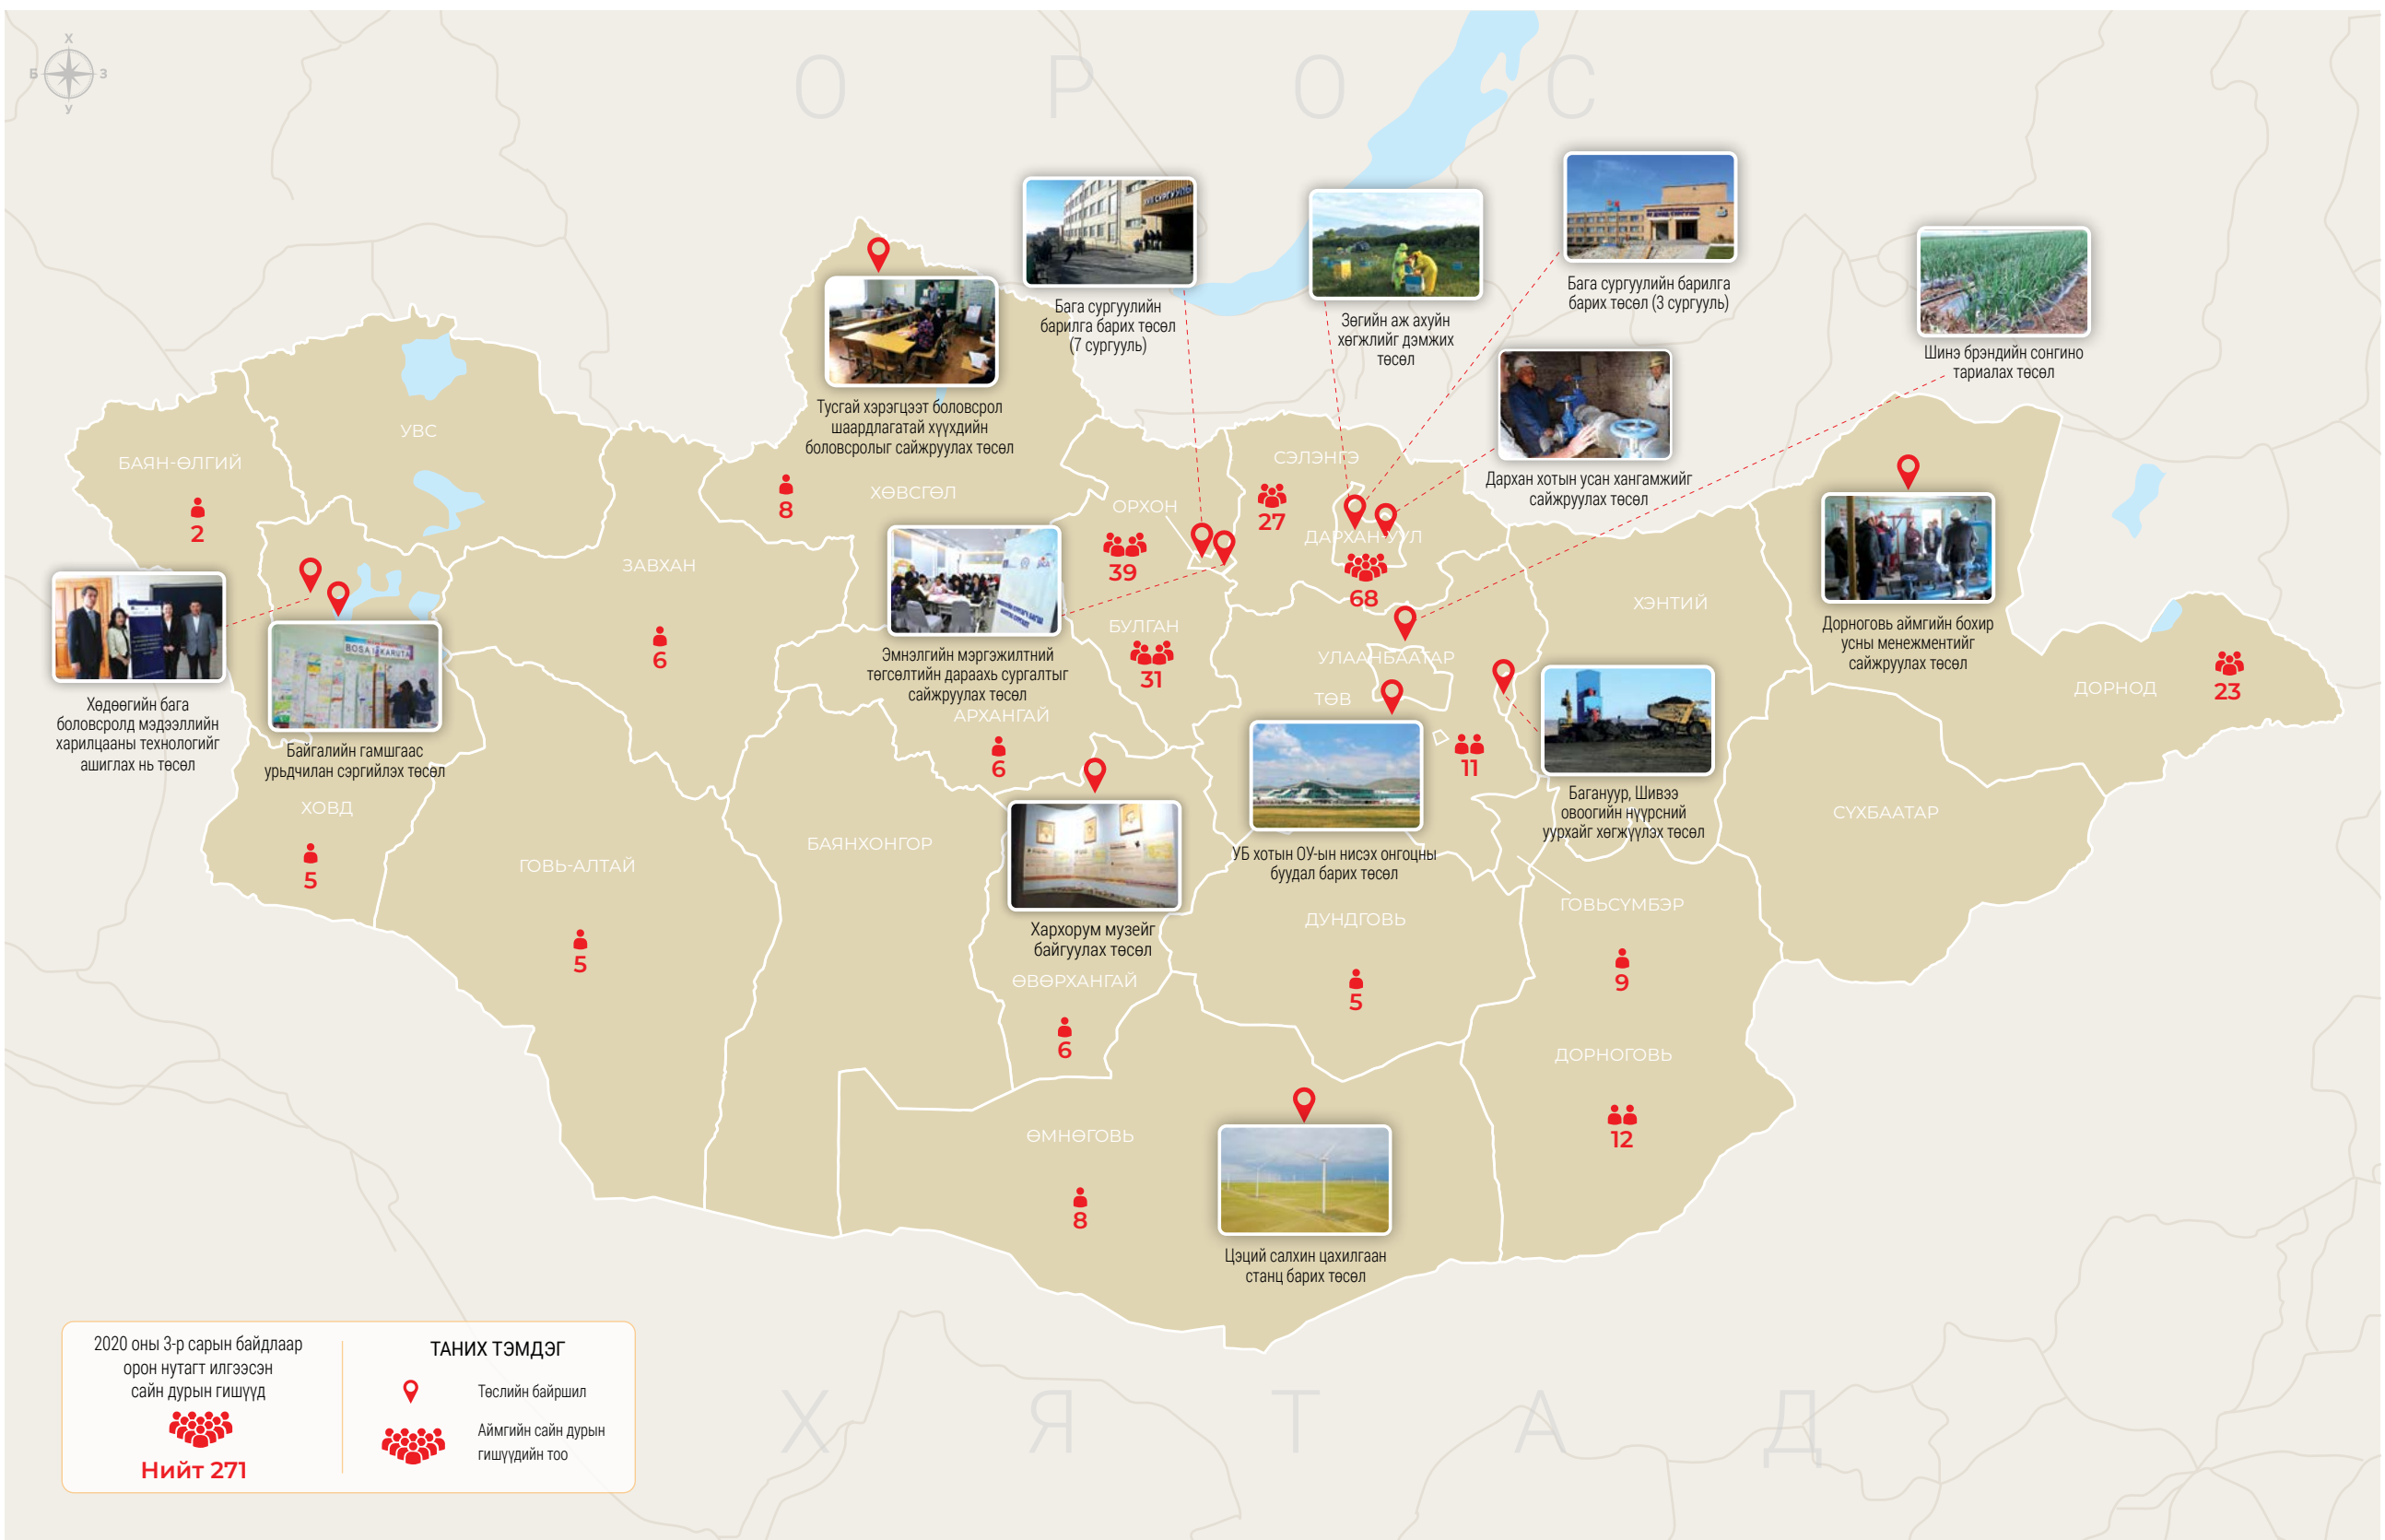 Х
Б
З
У
О Р О С
Бага сургуулийн
барилга барих төсөл
(7 сургууль)
Зөгийн аж ахуйн
хөгжлийг дэмжих
төсөл
Бага сургуулийн барилга
барих төсөл (3 сургууль)
Шинэ брэндийн сонгино
тариалах төсөл
Тусгай хэрэгцээт боловсрол
шаардлагатай хүүхдийн
боловсролыг сайжруулах төсөл
Дархан хотын усан хангамжийг
сайжруулах төсөл
УВС
БАЯН-ӨЛГИЙ
2
ХӨВСГӨЛ
8
ОРХОН
39
СЭЛЭНГЭ
27
ДАРХАН-УУЛ
68
ЗАВХАН
6
БУЛГАН
31
ХЭНТИЙ
Дорноговь аймгийн бохир
усны менежментийг
сайжруулах төсөл
ДОРНОД
23
BOSAI KARUTA
Хөдөөгийн бага
боловсролд мэдээллийн
харилцааны технологийг
ашиглах нь төсөл
Байгалийн гамшгаас
урьдчилан сэргийлэх төсөл
Эмнэлгийн мэргэжилтний
төгсөлтийн дараахь сургалтыг
сайжруулах төсөл
АРХАНГАЙ
6
УЛААНБААТАР
ТӨВ
11
Багануур, Шивээ
овоогийн нүүрсний
уурхайг хөгжүүлэх төсөл
УБ хотын ОУ-ын нисэх онгоцны
буудал барих төсөл
СҮХБААТАР
ХОВД
5
ГОВЬ-АЛТАЙ
5
БАЯНХОНГОР
Хархорум музейг
байгуулах төсөл
ӨВӨРХАНГАЙ
6
ДУНДГОВЬ
5
ГОВЬСҮМБЭР
9
ДОРНОГОВЬ
12
ӨМНӨГОВЬ
8
Цэций салхин цахилгаан
станц барих төсөл
2020 оны 3-р сарын байдлаар
орон нутагт илгээсэн
сайн дурын гишүүд
Нийт 271
ТАНИХ ТЭМДЭГ
Төслийн байршил
Аймгийн сайн дурын
гишүүдийн тоо
Х Я Т А Д